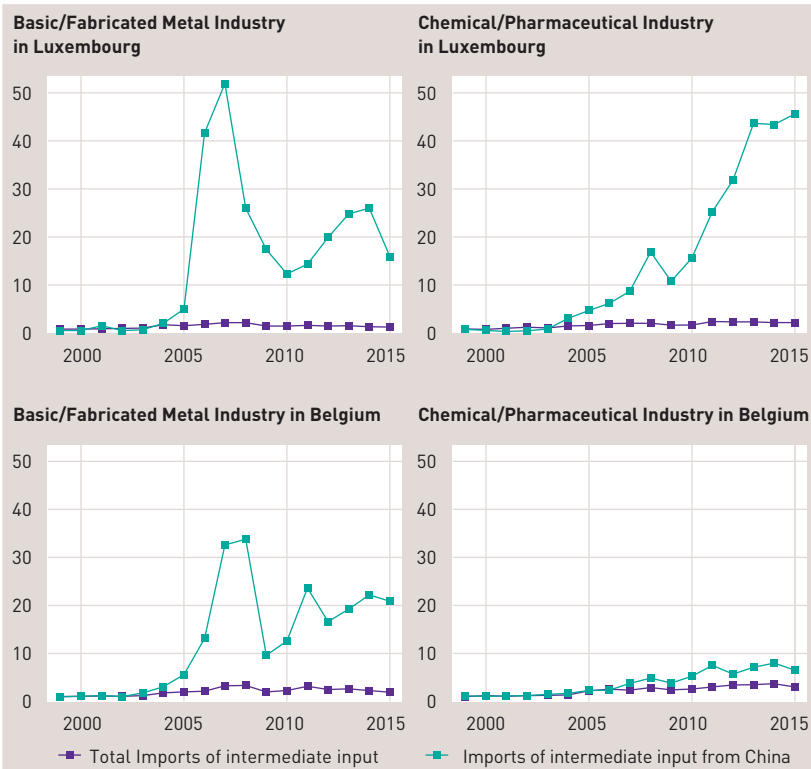 Basic/Fabricated Metal Industry
in Luxembourg
50
40
30
20
10
0
2000 2005 2010 2015
Chemical/Pharmaceutical Industry
in Luxembourg
50
40
30
20
10
0
2000 2005 2010 2015
Basic/Fabricated Metal Industry in Belgium
50
40
30
20
10
0
2000 2005 2010 2015
Chemical/Pharmaceutical Industry in Belgium
50
40
30
20
10
0
2000 2005 2010 2015
Total Imports of intermediate input
Imports of intermediate input from China